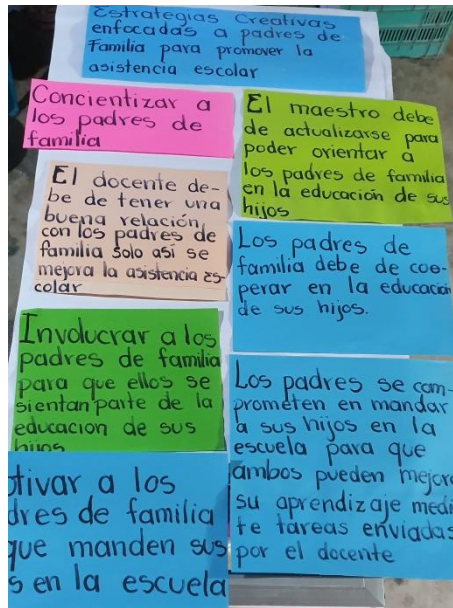 Estrategias Creativas
enfocadas a padres de
Familia para promover la
asistencia escolar
Concientizar a
los padres de
familia
El maestro debe
de actualizarse para
poder orientar a
los padres de familia
en la educación de sus
hijos
El docente de-
be de tener una
buena relación
con los padres de
familia solo así se
mejora la asistencia es-
colar
Los padres de
familia debe de coo-
perar en la educación
de sus hijos.
Involucrar a los
padres de familia
para que ellos se
sientan parte de la
educacion de sus
hijos
Los padres se com-
prometen en mandar
a sus hijos en la
escuela para que
ambos pueden mejora
su aprendizaje medi
te tareas enviadas
por el docente
otivar a los
dres de familia
que manden sus
s en la escuela